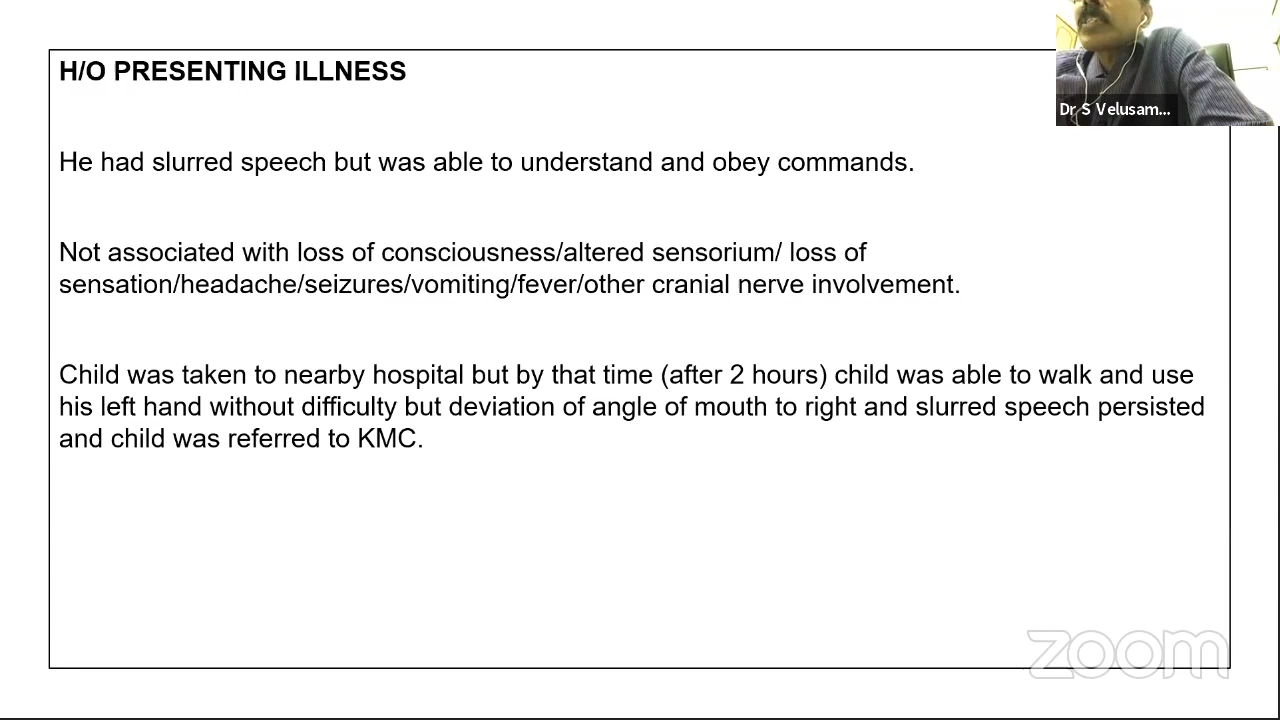 H/O PRESENTING ILLNESS
Dr S Velusam...
He had slurred speech but was able to understand and obey commands.
Not associated with loss of consciousness/altered sensorium/ loss of
sensation/headache/seizures/vomiting/fever/other cranial nerve involvement.
Child was taken to nearby hospital but by that time (after 2 hours) child was able to walk and use
his left hand without difficulty but deviation of angle of mouth to right and slurred speech persisted
and child was referred to KMC.
zoom